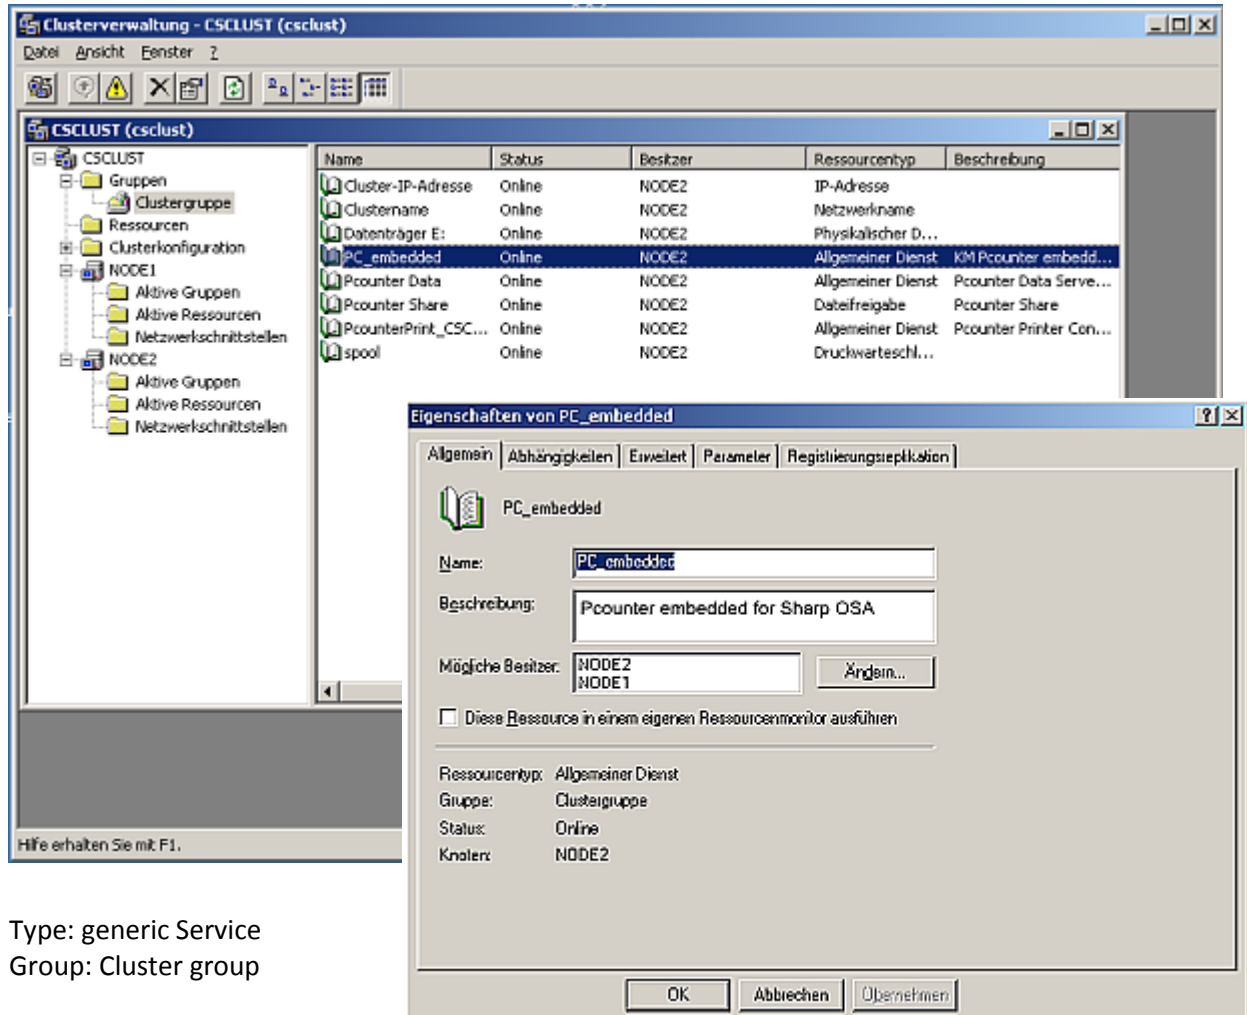 Clusterverwaltung - CSCLUST (csclust)
Datei Ansicht Fenster ?
CSCLUST (csclust)
CSCLUST
Gruppen
Clustergruppe
Ressourcen
Clusterkonfiguration
NODE1
Aktive Gruppen
Aktive Ressourcen
Netzwerkschnittstellen
NODE2
Aktive Gruppen
Aktive Ressourcen
Netzwerkschnittstellen
Name Status Besitzer Ressourcentyp Beschreibung
Cluster-IP-Adresse Online NODE2 IP-Adresse
Clustername Online NODE2 Netzwerkname
Datenträger E: Online NODE2 Physikalischer D...
PC_embedded Online NODE2 Allgemeiner Dienst KM Pcounter embedd...
Pcounter Data Online NODE2 Allgemeiner Dienst Pcounter Data Serve...
Pcounter Share Online NODE2 Dateifreigabe Pcounter Share
PcounterPrint_CSC... Online NODE2 Allgemeiner Dienst Pcounter Printer Con...
spool Online NODE2 Druckwarteschl...
Hilfe erhalten Sie mit F1.
Eigenschaften von PC_embedded
Allgemein Abhängigkeiten Erweitert Parameter Registrierungsreplikation
PC_embedded
Name: PC_embedded
Beschreibung: Pcounter embedded for Sharp OSA
Mögliche Besitzer: NODE2
NODE1
Ändern...
Diese Ressource in einem eigenen Ressourcenmonitor ausführen
Ressourcentyp: Allgemeiner Dienst
Gruppe: Clustergruppe
Status: Online
Knoten: NODE2
OK Abbrechen Übernehmen
Type: generic Service
Group: Cluster group